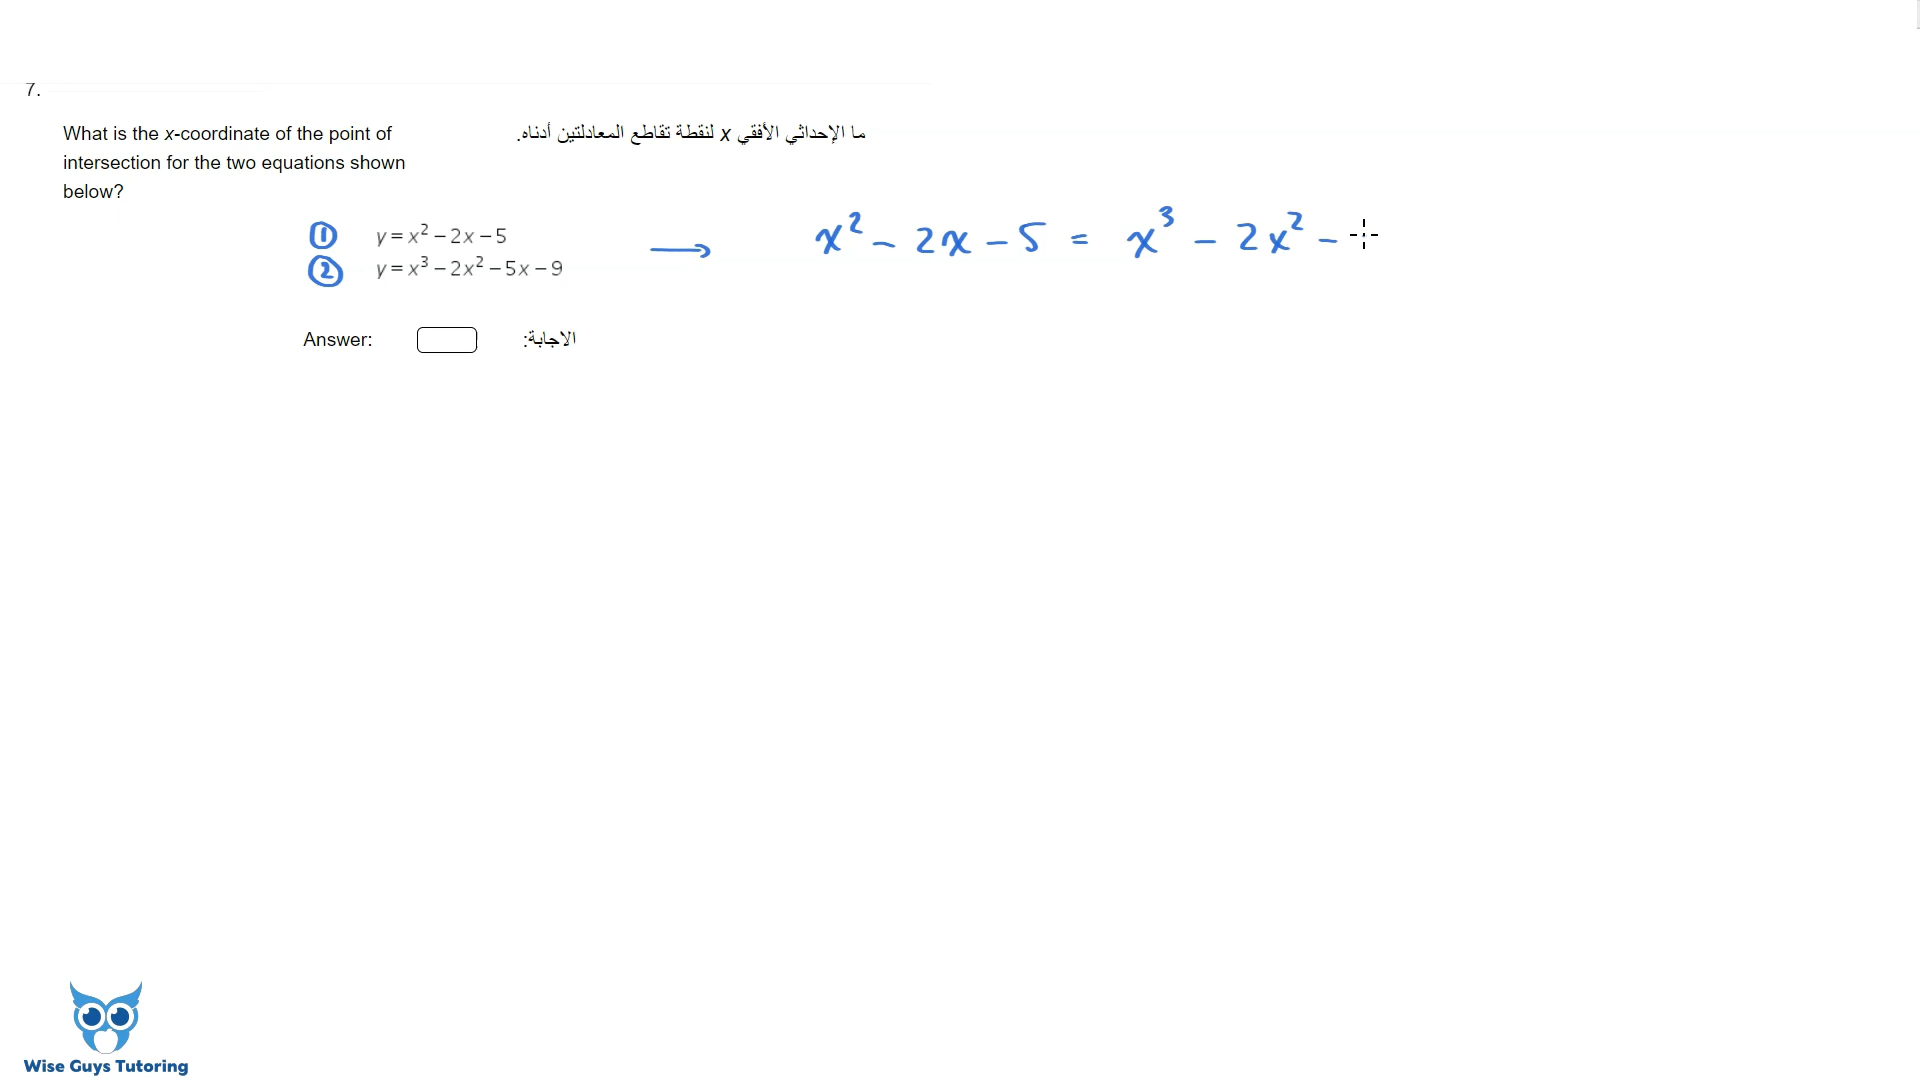 7.
What is the x-coordinate of the point of
intersection for the two equations shown
below?
ما الإحداثي الأفقي x لنقطة تقاطع المعادلتين أدناه.
① y = x² – 2x – 5
② y = x³ – 2x² – 5x – 9
→ x² – 2x – 5 = x³ – 2x² –
Answer:
الاجابة:
Wise Guys Tutoring